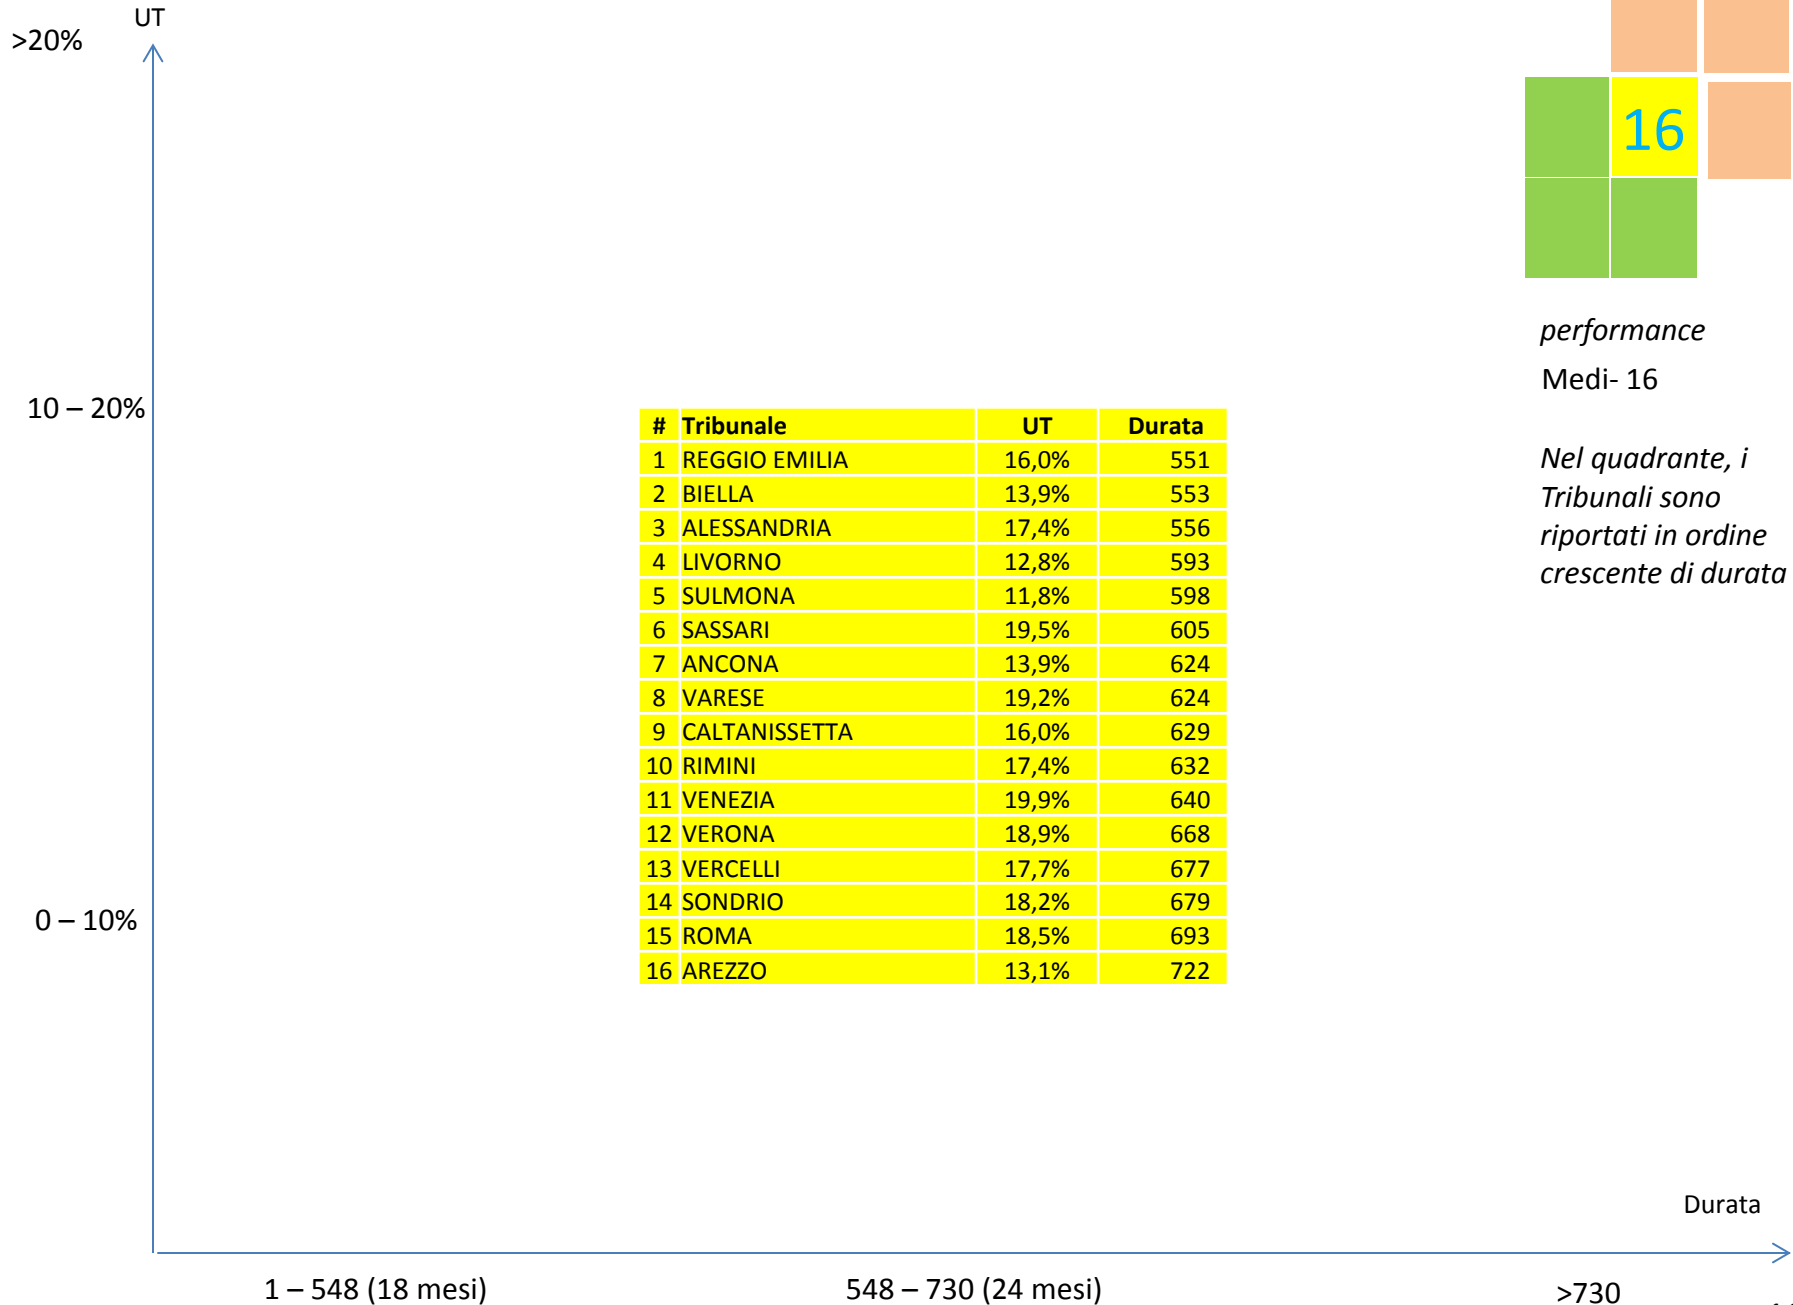 UT
>20%
16
performance
Medi- 16
10 – 20%
# Tribunale UT Durata
1 REGGIO EMILIA 16,0% 551
2 BIELLA 13,9% 553
3 ALESSANDRIA 17,4% 556
4 LIVORNO 12,8% 593
5 SULMONA 11,8% 598
6 SASSARI 19,5% 605
7 ANCONA 13,9% 624
8 VARESE 19,2% 624
9 CALTANISSETTA 16,0% 629
10 RIMINI 17,4% 632
11 VENEZIA 19,9% 640
12 VERONA 18,9% 668
13 VERCELLI 17,7% 677
14 SONDRIO 18,2% 679
15 ROMA 18,5% 693
16 AREZZO 13,1% 722
Nel quadrante, i
Tribunali sono
riportati in ordine
crescente di durata
0 – 10%
Durata
1 – 548 (18 mesi)
548 – 730 (24 mesi)
>730